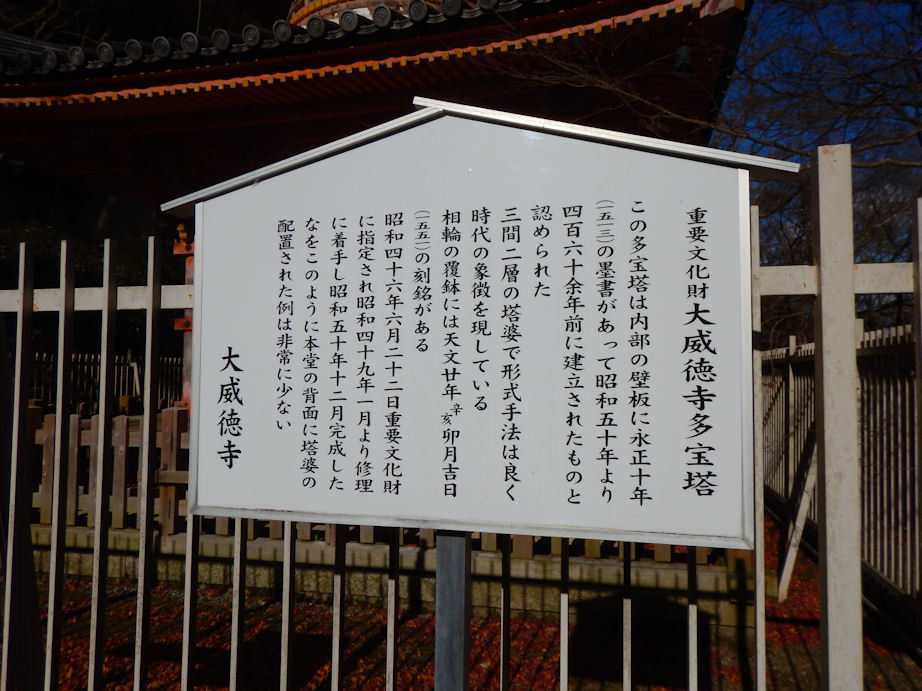 重要文化財大威徳寺多宝塔
この多宝塔は内部の壁板に永正十年
(一五一三)の墨書があって昭和五十年より
四百六十余年前に建立されたものと
認められた
三間二層の塔婆で形式手法は良く
時代の象徴を現している
相輪の覆鉢には天文廿年辛亥卯月吉日
(一五五一)の刻銘がある
昭和四十六年六月二十二日重要文化財
に指定され昭和四十九年一月より修理
に着手し昭和五十年十二月完成した
なをこのように本堂の背面に塔婆の
配置された例は非常に少ない
大威徳寺